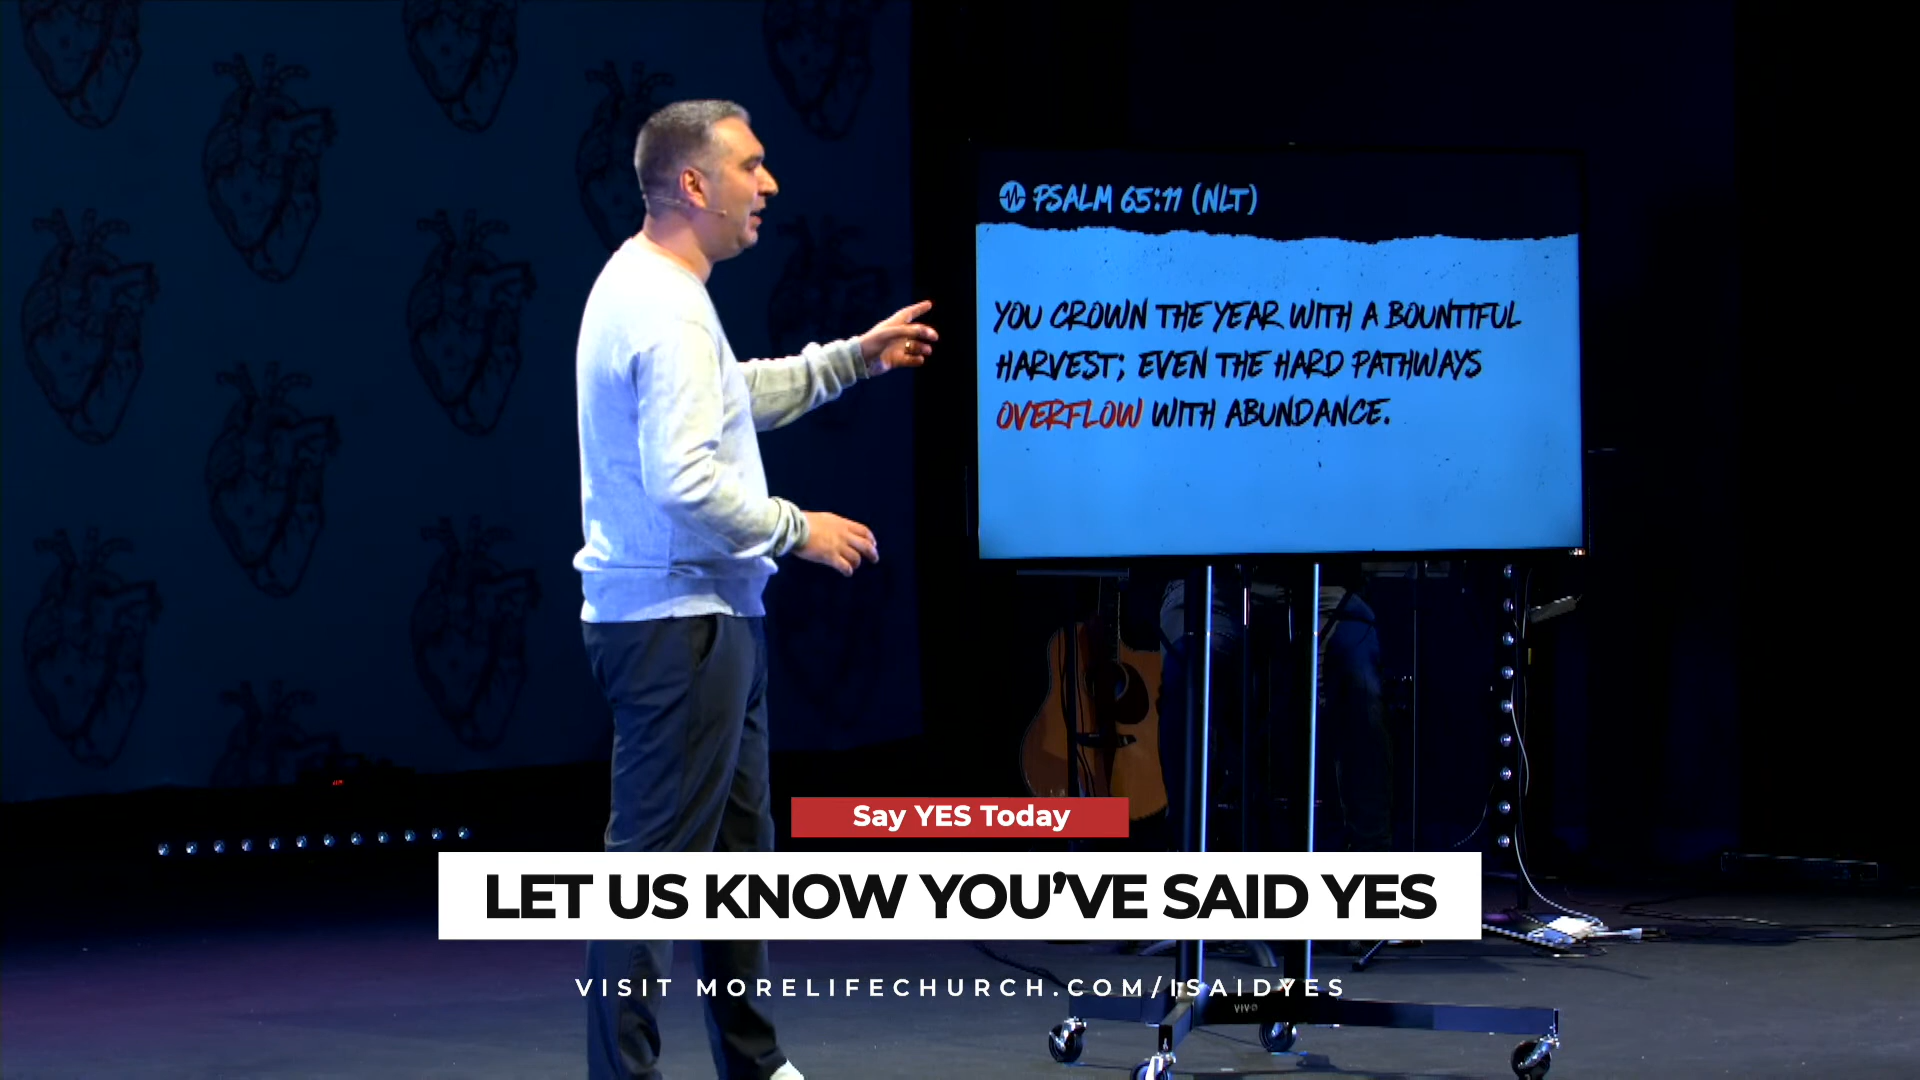 PSALM 65:11 (NLT)
YOU CROWN THE YEAR WITH A BOUNTIFUL
HARVEST; EVEN THE HARD PATHWAYS
OVERFLOW WITH ABUNDANCE.
Say YES Today
LET US KNOW YOU’VE SAID YES
VISIT MORELIFECHURCH.COM/ISAIDYES
VIVO